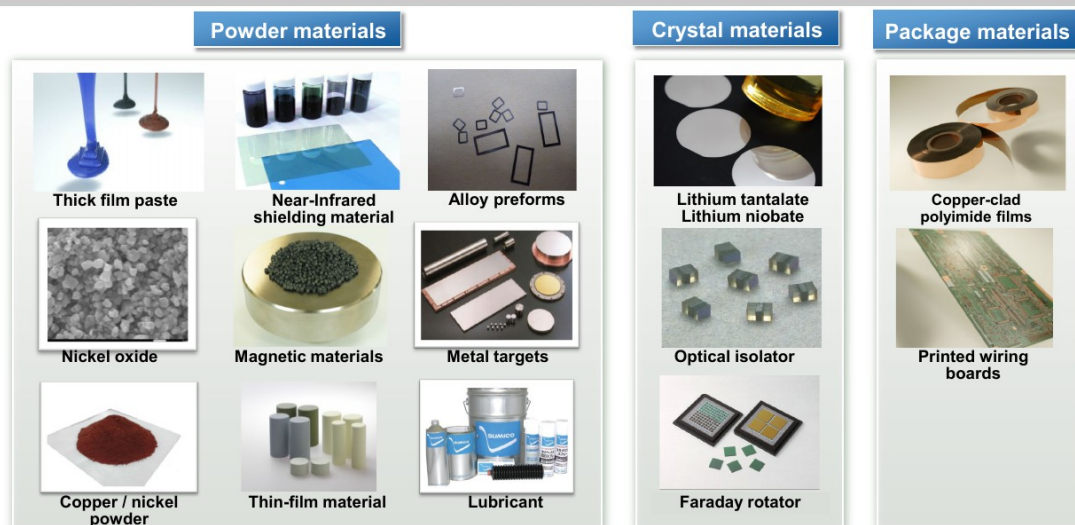 Powder materials
Crystal materials
Package materials
Thick film paste
Near-Infrared
shielding material
Alloy preforms
Lithium tantalate
Lithium niobate
Copper-clad
polyimide films
Nickel oxide
Magnetic materials
Metal targets
Optical isolator
Printed wiring
boards
SUMICO
Copper / nickel
powder
Thin-film material
Lubricant
Faraday rotator